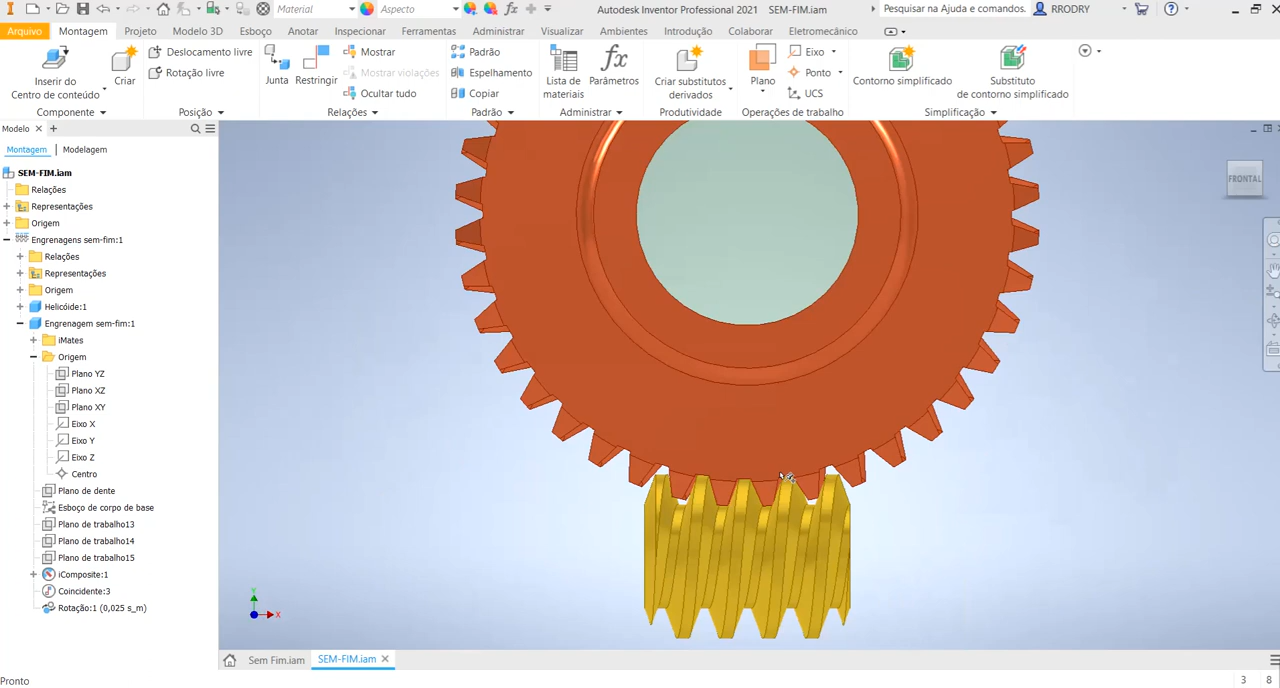 Material
Aspecto
Autodesk Inventor Professional 2021 SEM-FIM.iam
Pesquisar na Ajuda e comandos.
RRODRY
Arquivo Montagem Projeto Modelo 3D Esboço Anotar Inspecionar Ferramentas Administrar Visualizar Ambientes Introdução Colaborar Eletromecânico
Inserir do
Centro de conteúdo
Criar
Componente
Deslocamento livre
Rotação livre
Posição
Junta
Restringir
Mostrar
Mostrar violações
Ocultar tudo
Relações
Padrão
Espelhamento
Copiar
Padrão
Lista de
materiais
Parâmetros
Administrar
Criar substitutos
derivados
Produtividade
Plano
Eixo
Ponto
UCS
Operações de trabalho
Contorno simplificado
Substituto
de contorno simplificado
Simplificação
Modelo
Montagem Modelagem
SEM-FIM.iam
Relações
Representações
Origem
Engrenagens sem-fim:1
Relações
Representações
Origem
Helicóide:1
Engrenagem sem-fim:1
iMates
Origem
Plano YZ
Plano XZ
Plano XY
Eixo X
Eixo Y
Eixo Z
Centro
Plano de dente
Esboço de corpo de base
Plano de trabalho13
Plano de trabalho14
Plano de trabalho15
iComposite:1
Coincidente:3
Rotação:1 (0,025 s_m)
FRONTAL
Y
X
Sem Fim.iam SEM-FIM.iam
Pronto
3 8